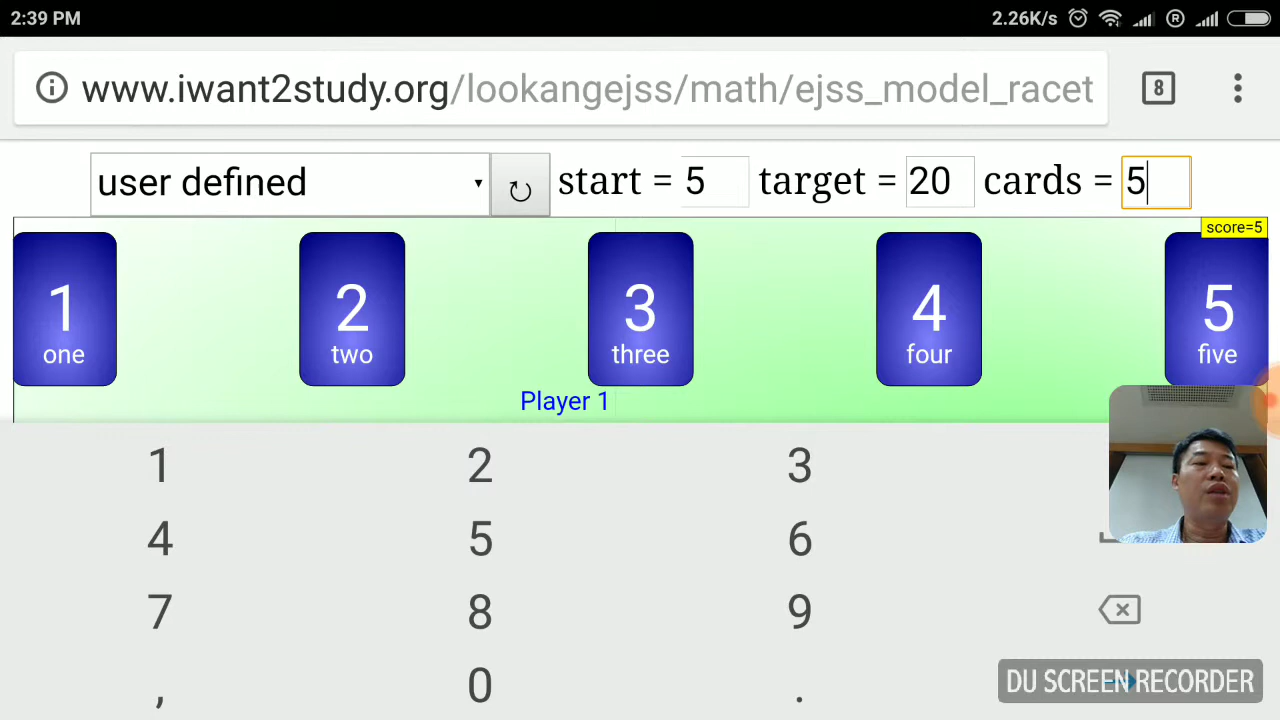 2:39 PM 2.26K/s R
www.iwant2study.org/lookangejss/math/ejss_model_racet 8
user defined start = 5 target = 20 cards = 5
score=5
1 2 3 4 5
one two three four five
Player 1
1 2 3
4 5 6
7 8 9
, 0 .
DU SCREEN RECORDER